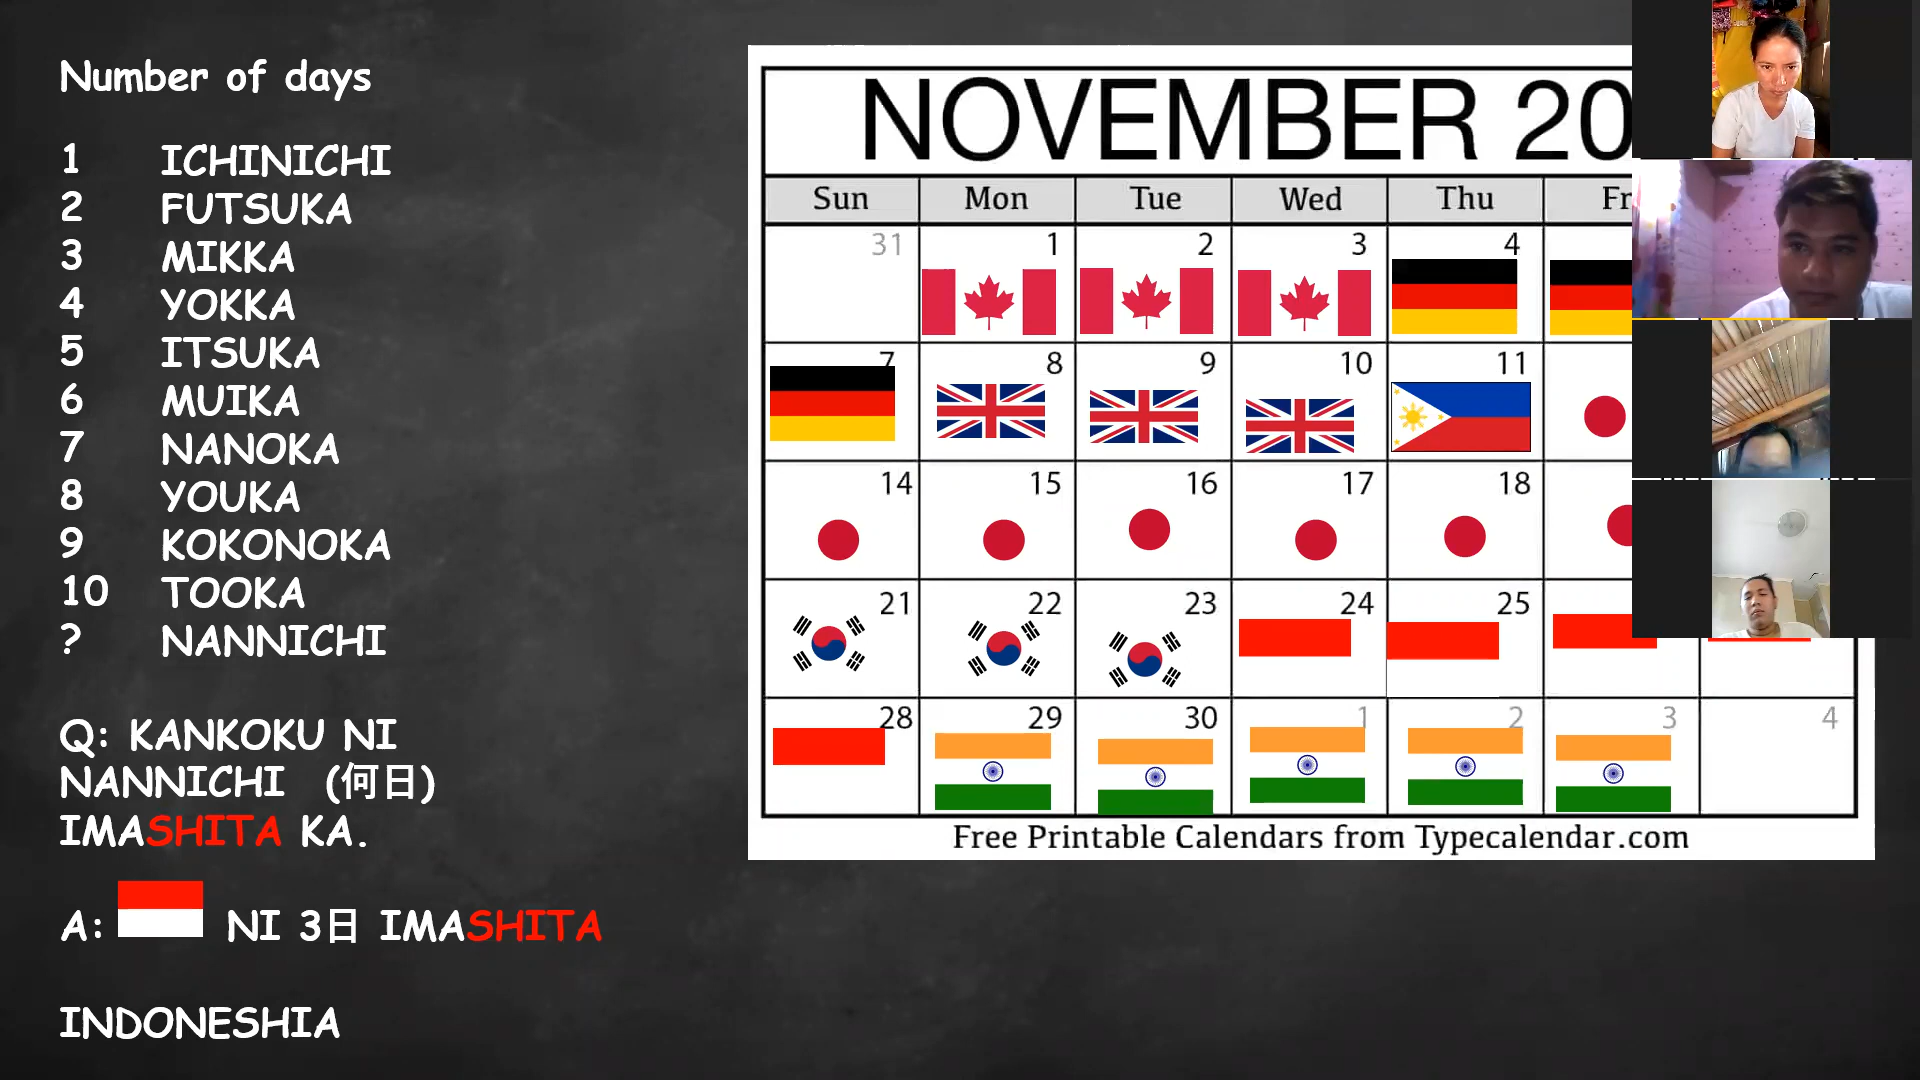 Number of days
1 ICHINICHI
2 FUTSUKA
3 MIKKA
4 YOKKA
5 ITSUKA
6 MUIKA
7 NANOKA
8 YOUKA
9 KOKONOKA
10 TOOKA
? NANNICHI
Q: KANKOKU NI
NANNICHI (何日)
IMASHITA KA.
A: NI 3日 IMASHITA
INDONESHIA
NOVEMBER 20
Sun Mon Tue Wed Thu Fr
31 1 2 3 4
7 8 9 10 11
14 15 16 17 18
21 22 23 24 25
28 29 30 1 2 3 4
Free Printable Calendars from Typecalendar.com